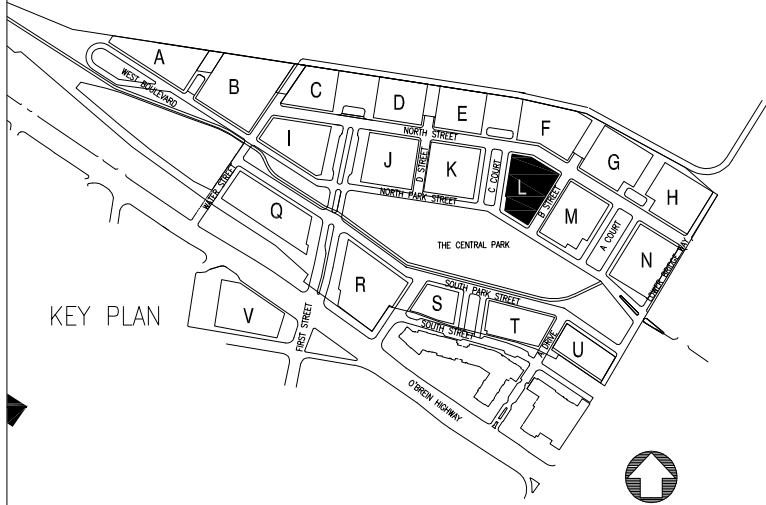 A
B
C
D
E
F
G
H
WEST BOULEVARD
NORTH STREET
I
J
D STREET
K
C COURT
L
B STREET
M
A COURT
N
LOWER BRIDGE WAY
WATER STREET
NORTH PARK STREET
Q
THE CENTRAL PARK
R
SOUTH PARK STREET
S
T
U
SOUTH STREET
A DRIVE
KEY PLAN
V
FIRST STREET
O'BREIN HIGHWAY